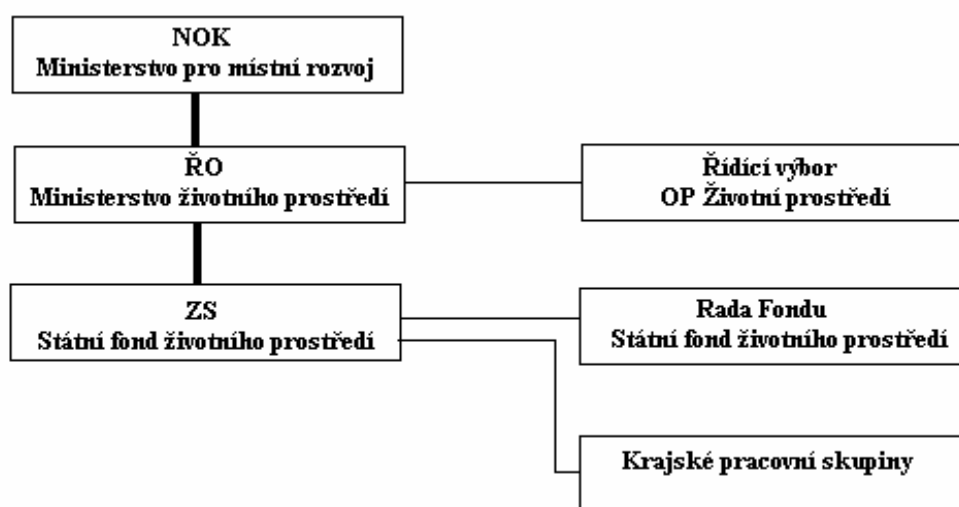 NOK
Ministerstvo pro místní rozvoj
ŘO
Ministerstvo životního prostředí
Řídící výbor
OP Životní prostředí
ZS
Státní fond životního prostředí
Rada Fondu
Státní fond životního prostředí
Krajské pracovní skupiny